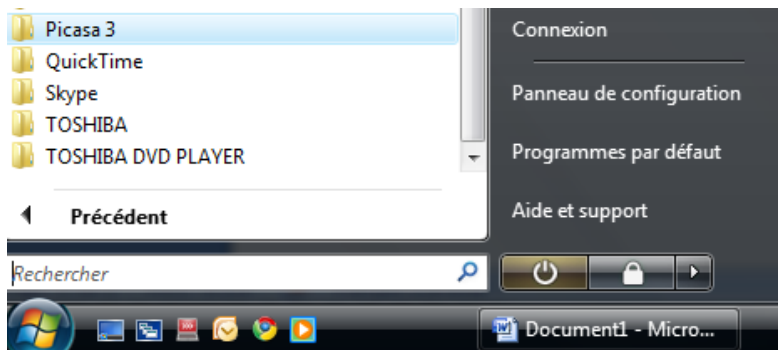 Picasa 3
QuickTime
Skype
TOSHIBA
TOSHIBA DVD PLAYER
Précédent
Rechercher
Connexion
Panneau de configuration
Programmes par défaut
Aide et support
Document1 - Micro...